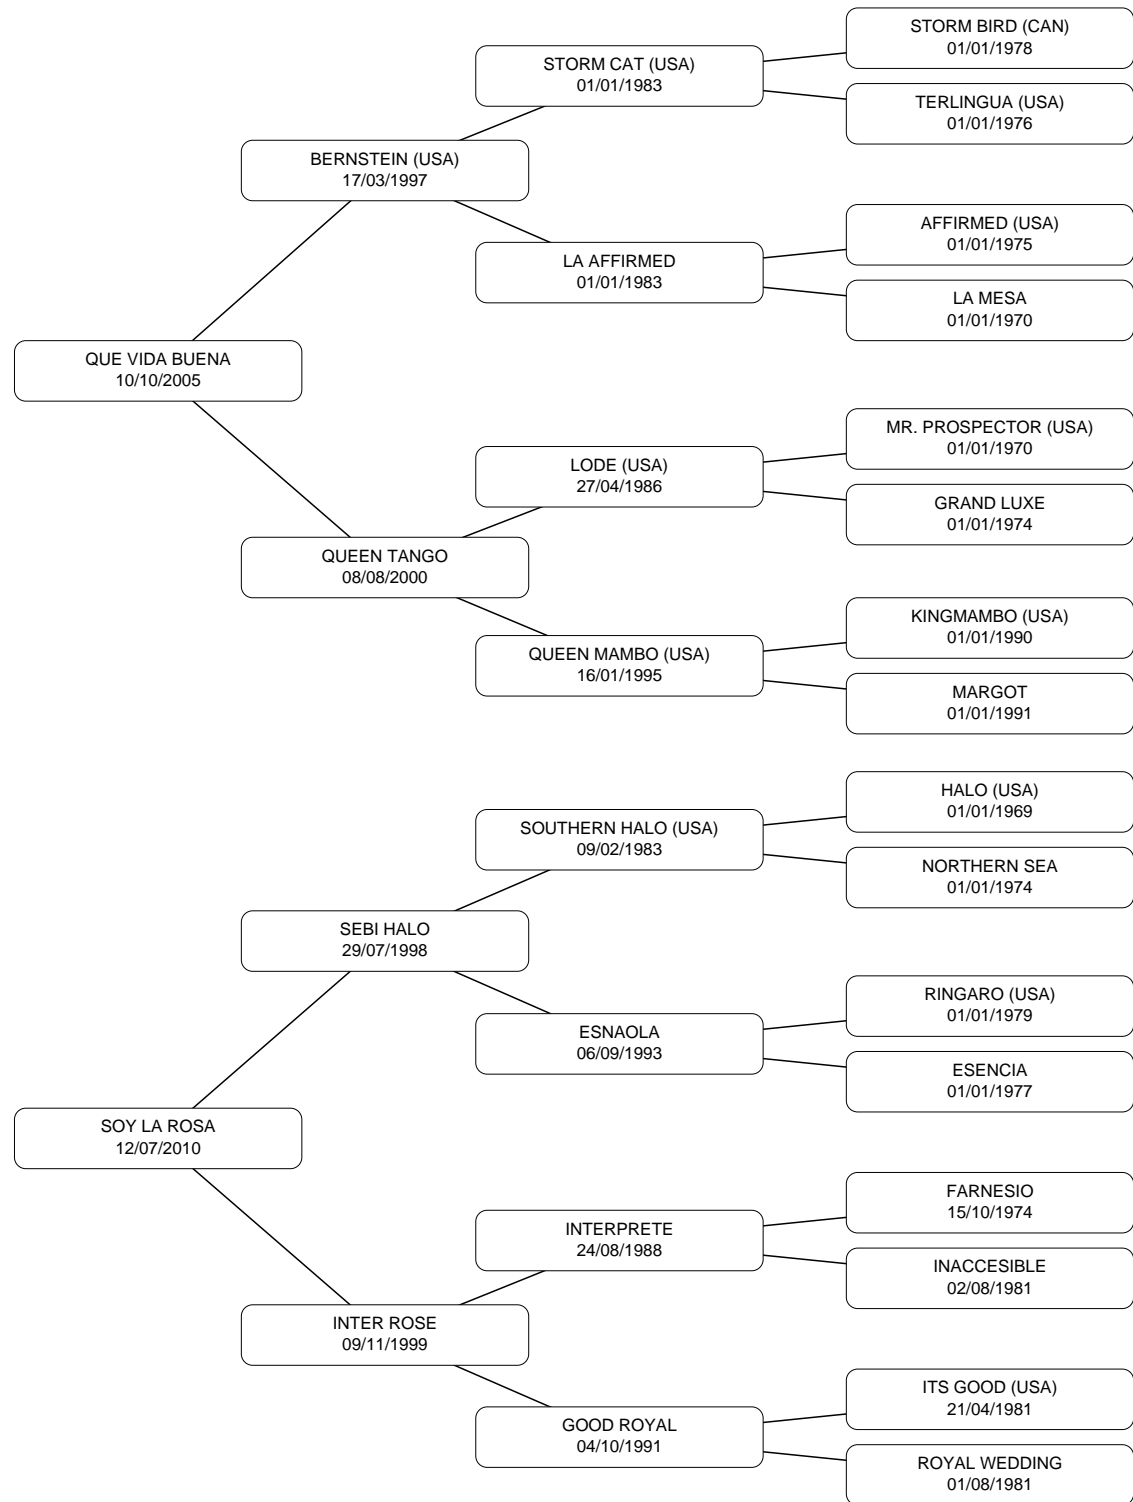 STORM BIRD (CAN)
01/01/1978
STORM CAT (USA)
01/01/1983
TERLINGUA (USA)
01/01/1976
BERNSTEIN (USA)
17/03/1997
AFFIRMED (USA)
01/01/1975
LA AFFIRMED
01/01/1983
LA MESA
01/01/1970
QUE VIDA BUENA
10/10/2005
MR. PROSPECTOR (USA)
01/01/1970
LODE (USA)
27/04/1986
GRAND LUXE
01/01/1974
QUEEN TANGO
08/08/2000
KINGMAMBO (USA)
01/01/1990
QUEEN MAMBO (USA)
16/01/1995
MARGOT
01/01/1991
HALO (USA)
01/01/1969
SOUTHERN HALO (USA)
09/02/1983
NORTHERN SEA
01/01/1974
SEBI HALO
29/07/1998
RINGARO (USA)
01/01/1979
ESNAOLA
06/09/1993
ESENCIA
01/01/1977
SOY LA ROSA
12/07/2010
FARNESIO
15/10/1974
INTERPRETE
24/08/1988
INACCESIBLE
02/08/1981
INTER ROSE
09/11/1999
ITS GOOD (USA)
21/04/1981
GOOD ROYAL
04/10/1991
ROYAL WEDDING
01/08/1981